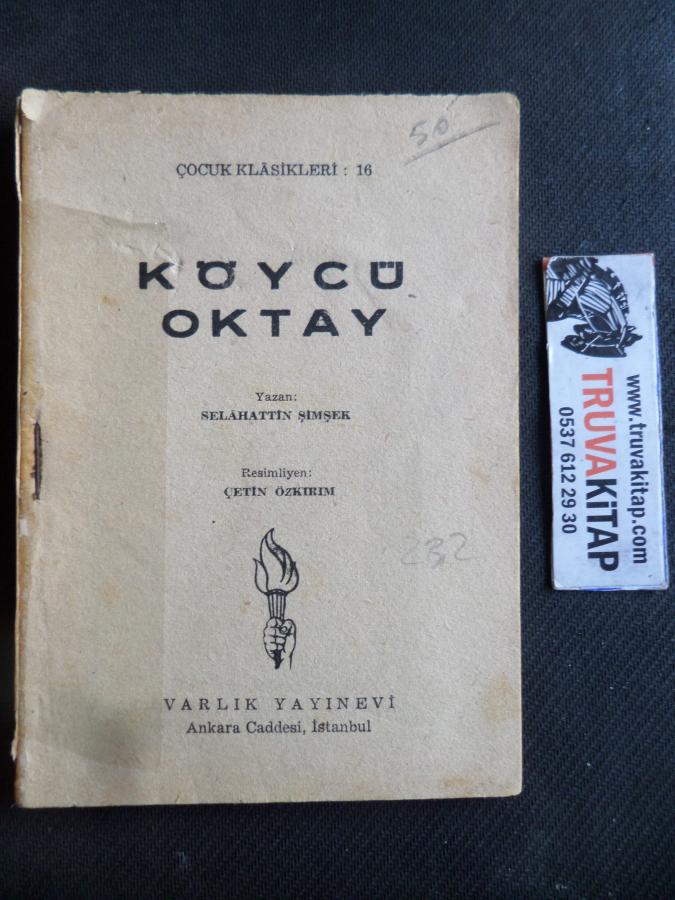 50
ÇOCUK KLÂSİKLERİ : 16
KÖYCÜ
OKTAY
Yazan:
SELÂHATTİN ŞİMŞEK
Resimliyen:
ÇETİN ÖZKIRIM
232
VARLIK YAYINEVİ
Ankara Caddesi, İstanbul
www.truvakitap.com
TRUVAKİTAP
0537 612 29 30